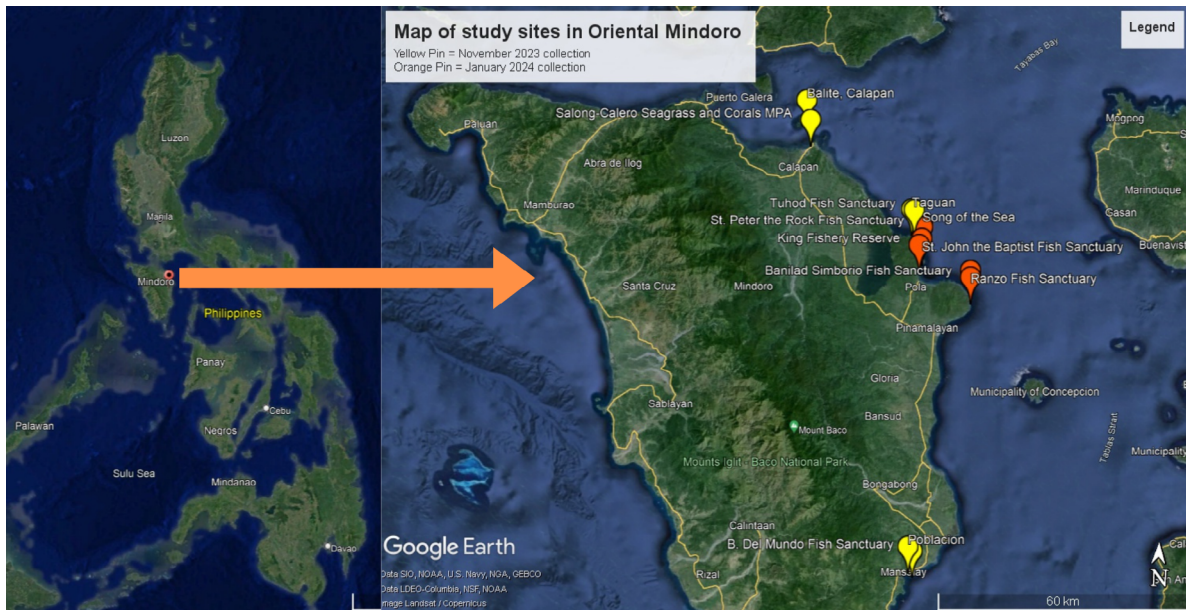 Luzon
Manila
Mindoro
Philippines
Panay
Cebu
Negros
Palawan
Sulu Sea
Mindanao
Davao
Map of study sites in Oriental Mindoro
Yellow Pin = November 2023 collection
Orange Pin = January 2024 collection
Legend
Tayabas Bay
Puerto Galera
Balite, Calapan
Salong-Calero Seagrass and Corals MPA
Paluan
Mogpog
Abra de Ilog
Calapan
Marinduque
Mamburao
Tuhod Fish Sanctuary
Taguan
Gasan
St. Peter the Rock Fish Sanctuary
Song of the Sea
King Fishery Reserve
St. John the Baptist Fish Sanctuary
Buenavist
Banilad Simborio Fish Sanctuary
Ranzo Fish Sanctuary
Santa Cruz
Mindoro
Pola
Pinamalayan
Gloria
Municipality of Concepcion
Sablayan
Bansud
Mount Baco
Mounts Iglit - Baco National Park
Municipality
Bongabong
Calintaan
B. Del Mundo Fish Sanctuary
Poblacion
Rizal
Google Earth
Data SIO, NOAA, U.S. Navy, NGA, GEBCO
Data LDEO-Columbia, NSF, NOAA
mage Landsat / Copernicus
N
60 km